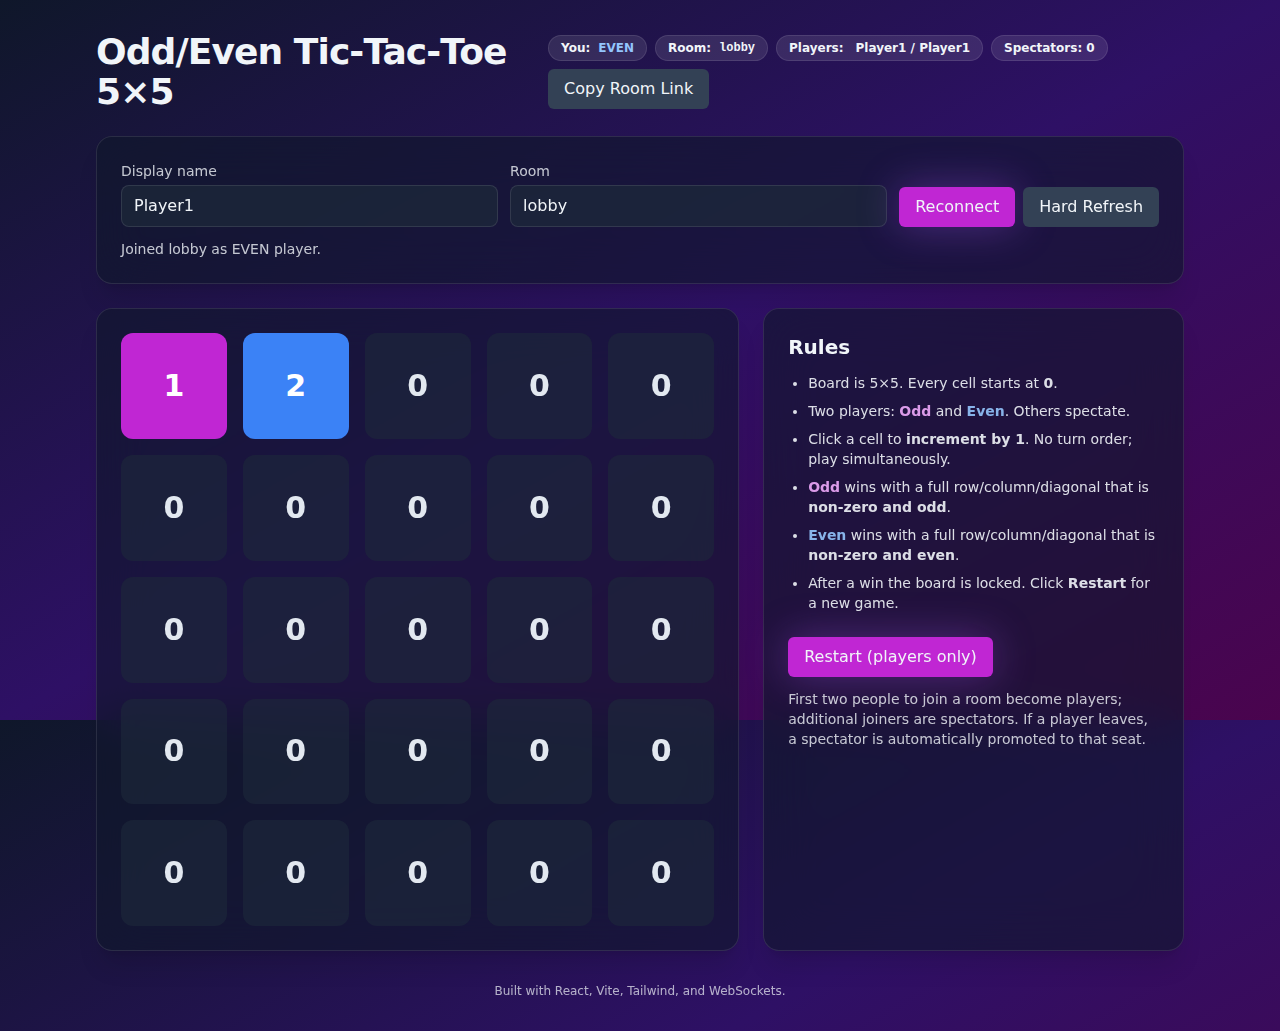 Odd/Even Tic-Tac-Toe
5×5
You: EVEN
Room: lobby
Players: Player1 / Player1
Spectators: 0
Copy Room Link
Display name
Player1
Room
lobby
Reconnect
Hard Refresh
Joined lobby as EVEN player.
1 2 0 0 0
0 0 0 0 0
0 0 0 0 0
0 0 0 0 0
0 0 0 0 0
Rules
• Board is 5×5. Every cell starts at 0.
• Two players: Odd and Even. Others spectate.
• Click a cell to increment by 1. No turn order;
play simultaneously.
• Odd wins with a full row/column/diagonal that is
non-zero and odd.
• Even wins with a full row/column/diagonal that is
non-zero and even.
• After a win the board is locked. Click Restart for
a new game.
Restart (players only)
First two people to join a room become players;
additional joiners are spectators. If a player leaves,
a spectator is automatically promoted to that seat.
Built with React, Vite, Tailwind, and WebSockets.